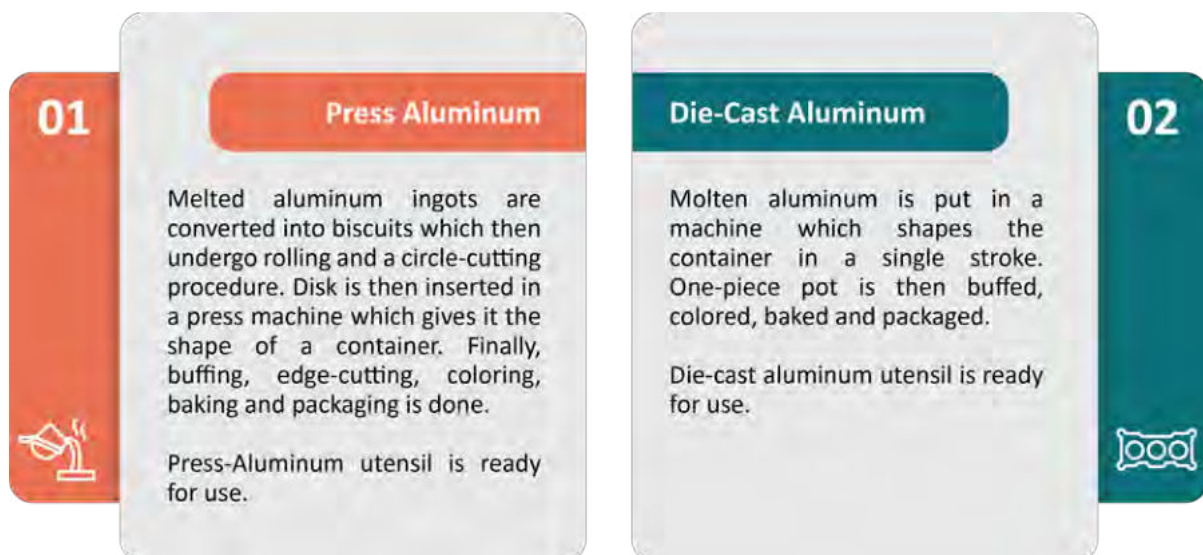 01
Press Aluminum
Melted aluminum ingots are
converted into biscuits which then
undergo rolling and a circle-cutting
procedure. Disk is then inserted in
a press machine which gives it the
shape of a container. Finally,
buffing, edge-cutting, coloring,
baking and packaging is done.
Press-Aluminum utensil is ready
for use.
Die-Cast Aluminum
02
Molten aluminum is put in a
machine which shapes the
container in a single stroke.
One-piece pot is then buffed,
colored, baked and packaged.
Die-cast aluminum utensil is ready
for use.